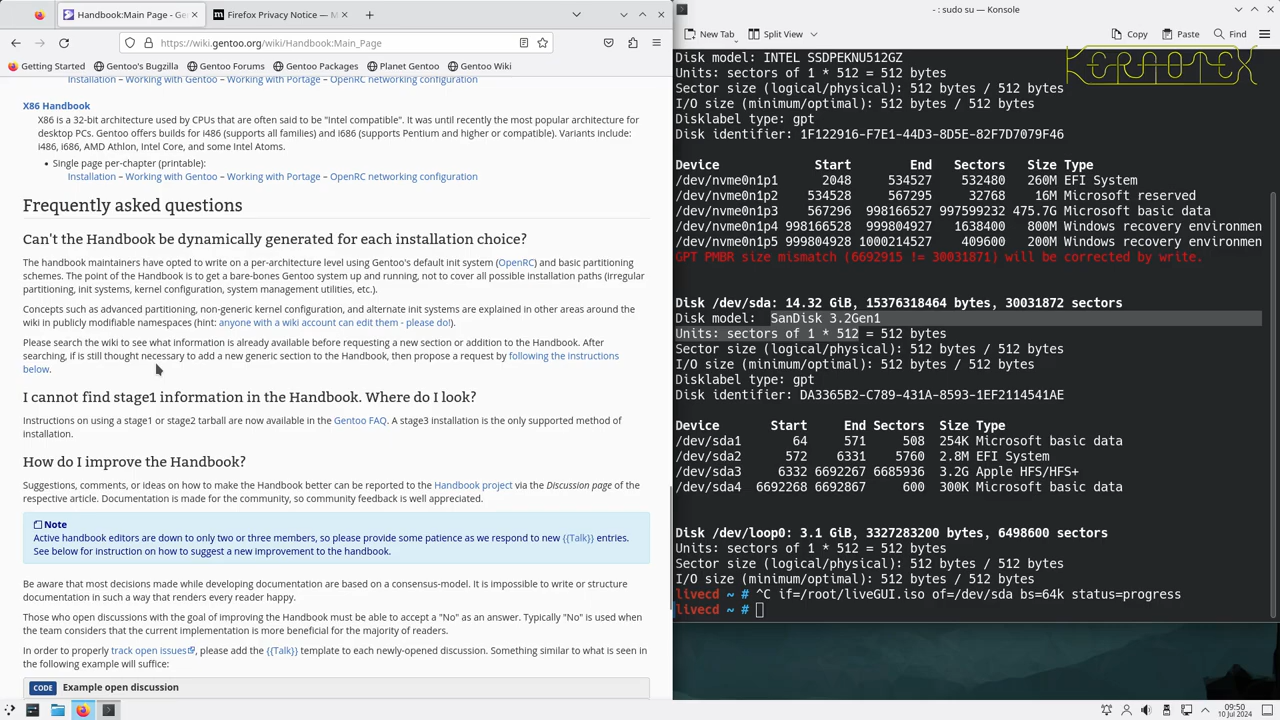 Handbook:Main Page - Ge
Firefox Privacy Notice — M
https://wiki.gentoo.org/wiki/Handbook:Main_Page
Getting Started
Gentoo's Bugzilla
Gentoo Forums
Gentoo Packages
Planet Gentoo
Gentoo Wiki
Installation – Working with Gentoo – Working with Portage – OpenRC networking configuration
X86 Handbook
X86 is a 32-bit architecture used by CPUs that are often said to be "Intel compatible". It was until recently the most popular architecture for
desktop PCs. Gentoo offers builds for i486 (supports all families) and i686 (supports Pentium and higher or compatible). Variants include:
i486, i686, AMD Athlon, Intel Core, and some Intel Atoms.
• Single page per-chapter (printable):
Installation – Working with Gentoo – Working with Portage – OpenRC networking configuration
Frequently asked questions
Can't the Handbook be dynamically generated for each installation choice?
The handbook maintainers have opted to write on a per-architecture level using Gentoo's default init system (OpenRC) and basic partitioning
schemes. The point of the Handbook is to get a bare-bones Gentoo system up and running, not to cover all possible installation paths (irregular
partitioning, init systems, kernel configuration, system management utilities, etc.).
Concepts such as advanced partitioning, non-generic kernel configuration, and alternate init systems are explained in other areas around the
wiki in publicly modifiable namespaces (hint: anyone with a wiki account can edit them - please do!).
Please search the wiki to see what information is already available before requesting a new section or addition to the Handbook. After
searching, if is still thought necessary to add a new generic section to the Handbook, then propose a request by following the instructions
below.
I cannot find stage1 information in the Handbook. Where do I look?
Instructions on using a stage1 or stage2 tarball are now available in the Gentoo FAQ. A stage3 installation is the only supported method of
installation.
How do I improve the Handbook?
Suggestions, comments, or ideas on how to make the Handbook better can be reported to the Handbook project via the Discussion page of the
respective article. Documentation is made for the community, so community feedback is well appreciated.
Note
Active handbook editors are down to only two or three members, so please provide some patience as we respond to new {{Talk}} entries.
See below for instruction on how to suggest a new improvement to the handbook.
Be aware that most decisions made while developing documentation are based on a consensus-model. It is impossible to write or structure
documentation in such a way that renders every reader happy.
Those who open discussions with the goal of improving the Handbook must be able to accept a "No" as an answer. Typically "No" is used when
the team considers that the current implementation is more beneficial for the majority of readers.
In order to properly track open issues, please add the {{Talk}} template to each newly-opened discussion. Something similar to what is seen in
the following example will suffice:
CODE Example open discussion
- : sudo su — Konsole
New Tab
Split View
Copy
Paste
Find
KERNOTEX
Disk model: INTEL SSDPEKNU512GZ
Units: sectors of 1 * 512 = 512 bytes
Sector size (logical/physical): 512 bytes / 512 bytes
I/O size (minimum/optimal): 512 bytes / 512 bytes
Disklabel type: gpt
Disk identifier: 1F122916-F7E1-44D3-8D5E-82F7D7079F46
Device Start End Sectors Size Type
/dev/nvme0n1p1 2048 534527 532480 260M EFI System
/dev/nvme0n1p2 534528 567295 32768 16M Microsoft reserved
/dev/nvme0n1p3 567296 998166527 997599232 475.7G Microsoft basic data
/dev/nvme0n1p4 998166528 999804927 1638400 800M Windows recovery environmen
/dev/nvme0n1p5 999804928 1000214527 409600 200M Windows recovery environmen
GPT PMBR size mismatch (6692915 != 30031871) will be corrected by write.
Disk /dev/sda: 14.32 GiB, 15376318464 bytes, 30031872 sectors
Disk model: SanDisk 3.2Gen1
Units: sectors of 1 * 512 = 512 bytes
Sector size (logical/physical): 512 bytes / 512 bytes
I/O size (minimum/optimal): 512 bytes / 512 bytes
Disklabel type: gpt
Disk identifier: DA3365B2-C789-431A-8593-1EF2114541AE
Device Start End Sectors Size Type
/dev/sda1 64 571 508 254K Microsoft basic data
/dev/sda2 572 6331 5760 2.8M EFI System
/dev/sda3 6332 6692267 6685936 3.2G Apple HFS/HFS+
/dev/sda4 6692268 6692867 600 300K Microsoft basic data
Disk /dev/loop0: 3.1 GiB, 3327283200 bytes, 6498600 sectors
Units: sectors of 1 * 512 = 512 bytes
Sector size (logical/physical): 512 bytes / 512 bytes
I/O size (minimum/optimal): 512 bytes / 512 bytes
livecd ~ # ^C if=/root/liveGUI.iso of=/dev/sda bs=64k status=progress
livecd ~ #
09:50
10 Jul 2024